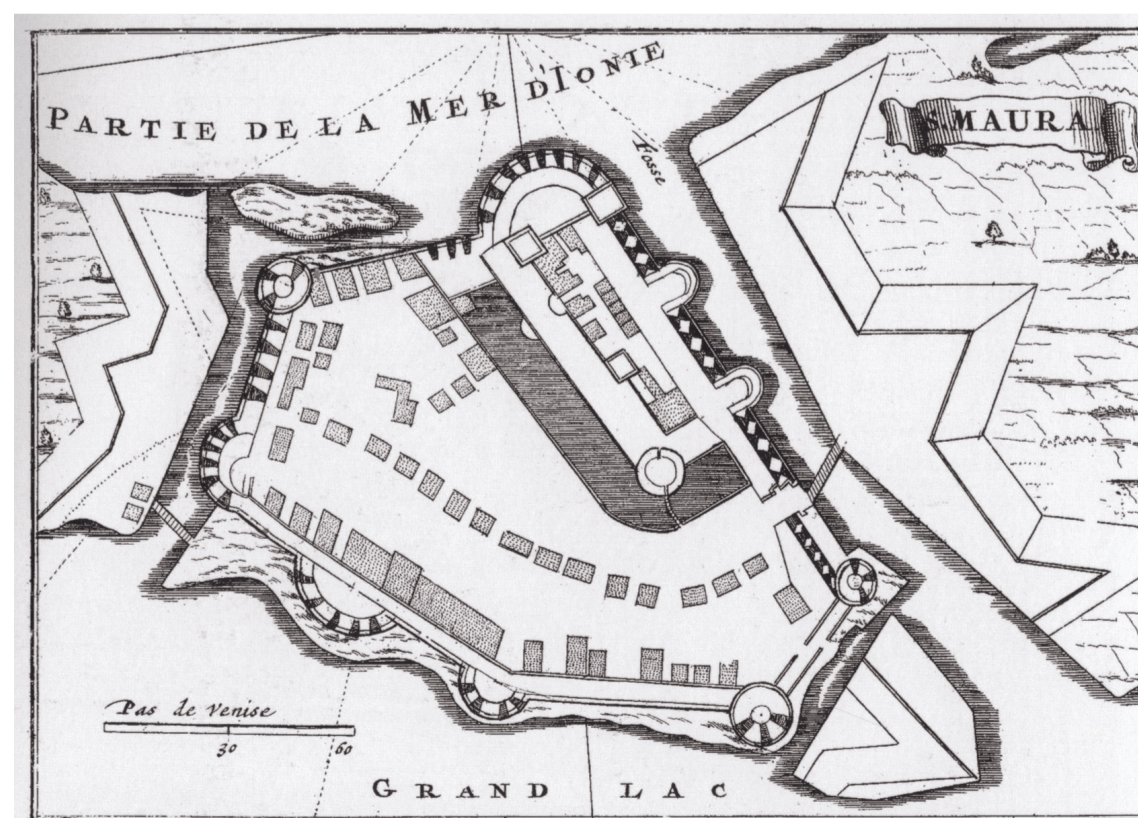 PARTIE DE LA MER D'IONIE
S. MAURA
Fosse
Pas de Venise
30 60
GRAND LAC